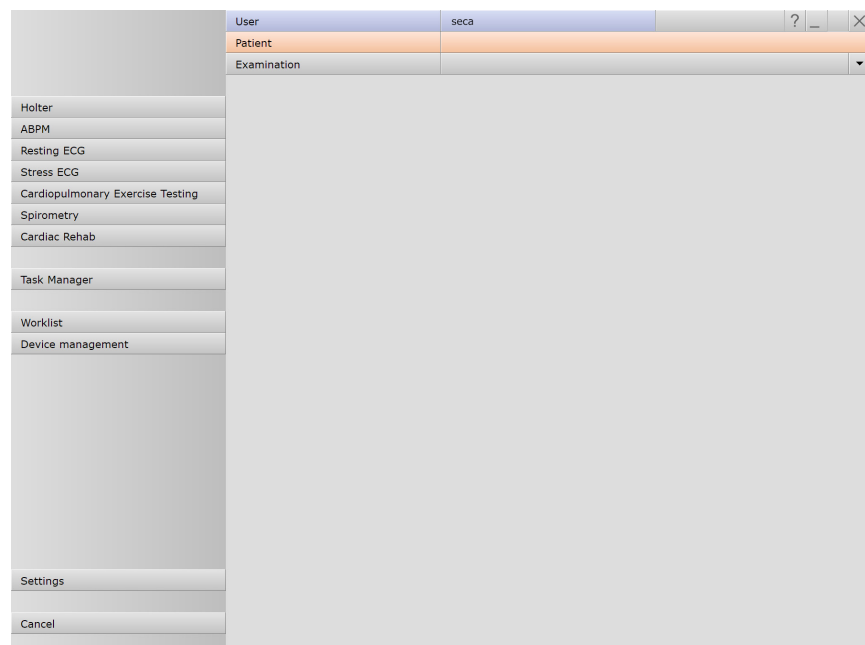 User seca ? _ ×
Patient
Examination
Holter
ABPM
Resting ECG
Stress ECG
Cardiopulmonary Exercise Testing
Spirometry
Cardiac Rehab
Task Manager
Worklist
Device management
Settings
Cancel